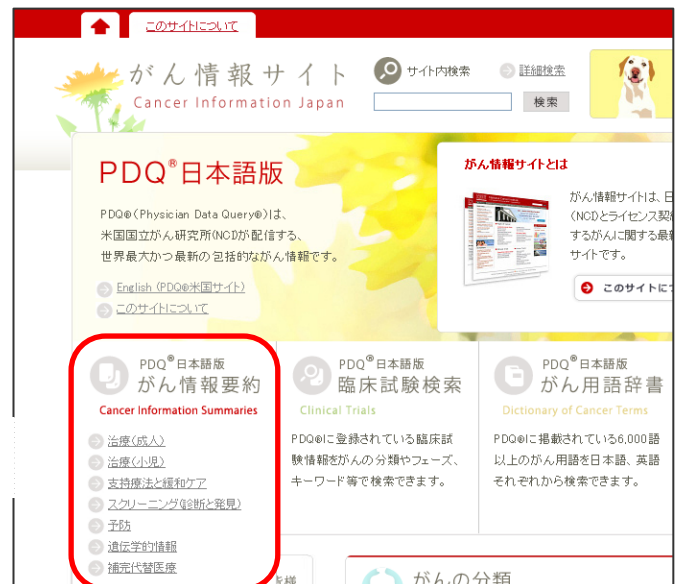 このサイトについて
がん情報サイト
Cancer Information Japan
サイト内検索
詳細検索
検索
PDQ®日本語版
PDQ®(Physician Data Query®)は、
米国国立がん研究所(NCI)が配信する、
世界最大かつ最新の包括的ながん情報です。
English (PDQ®米国サイト)
このサイトについて
がん情報サイトとは
がん情報サイトは、日
(NCI)とライセンス契約
するがんに関する最新
サイトです。
このサイトにつ
PDQ®日本語版
がん情報要約
Cancer Information Summaries
治療(成人)
治療(小児)
支持療法と緩和ケア
スクリーニング(診断と発見)
予防
遺伝学的情報
補完代替医療
PDQ®日本語版
臨床試験検索
Clinical Trials
PDQ®に登録されている臨床試
験情報をがんの分類やフェーズ、
キーワード等で検索できます。
PDQ®日本語版
がん用語辞書
Dictionary of Cancer Terms
PDQ®に掲載されている6,000語
以上のがん用語を日本語、英語
それぞれから検索できます。
様
がんの分類